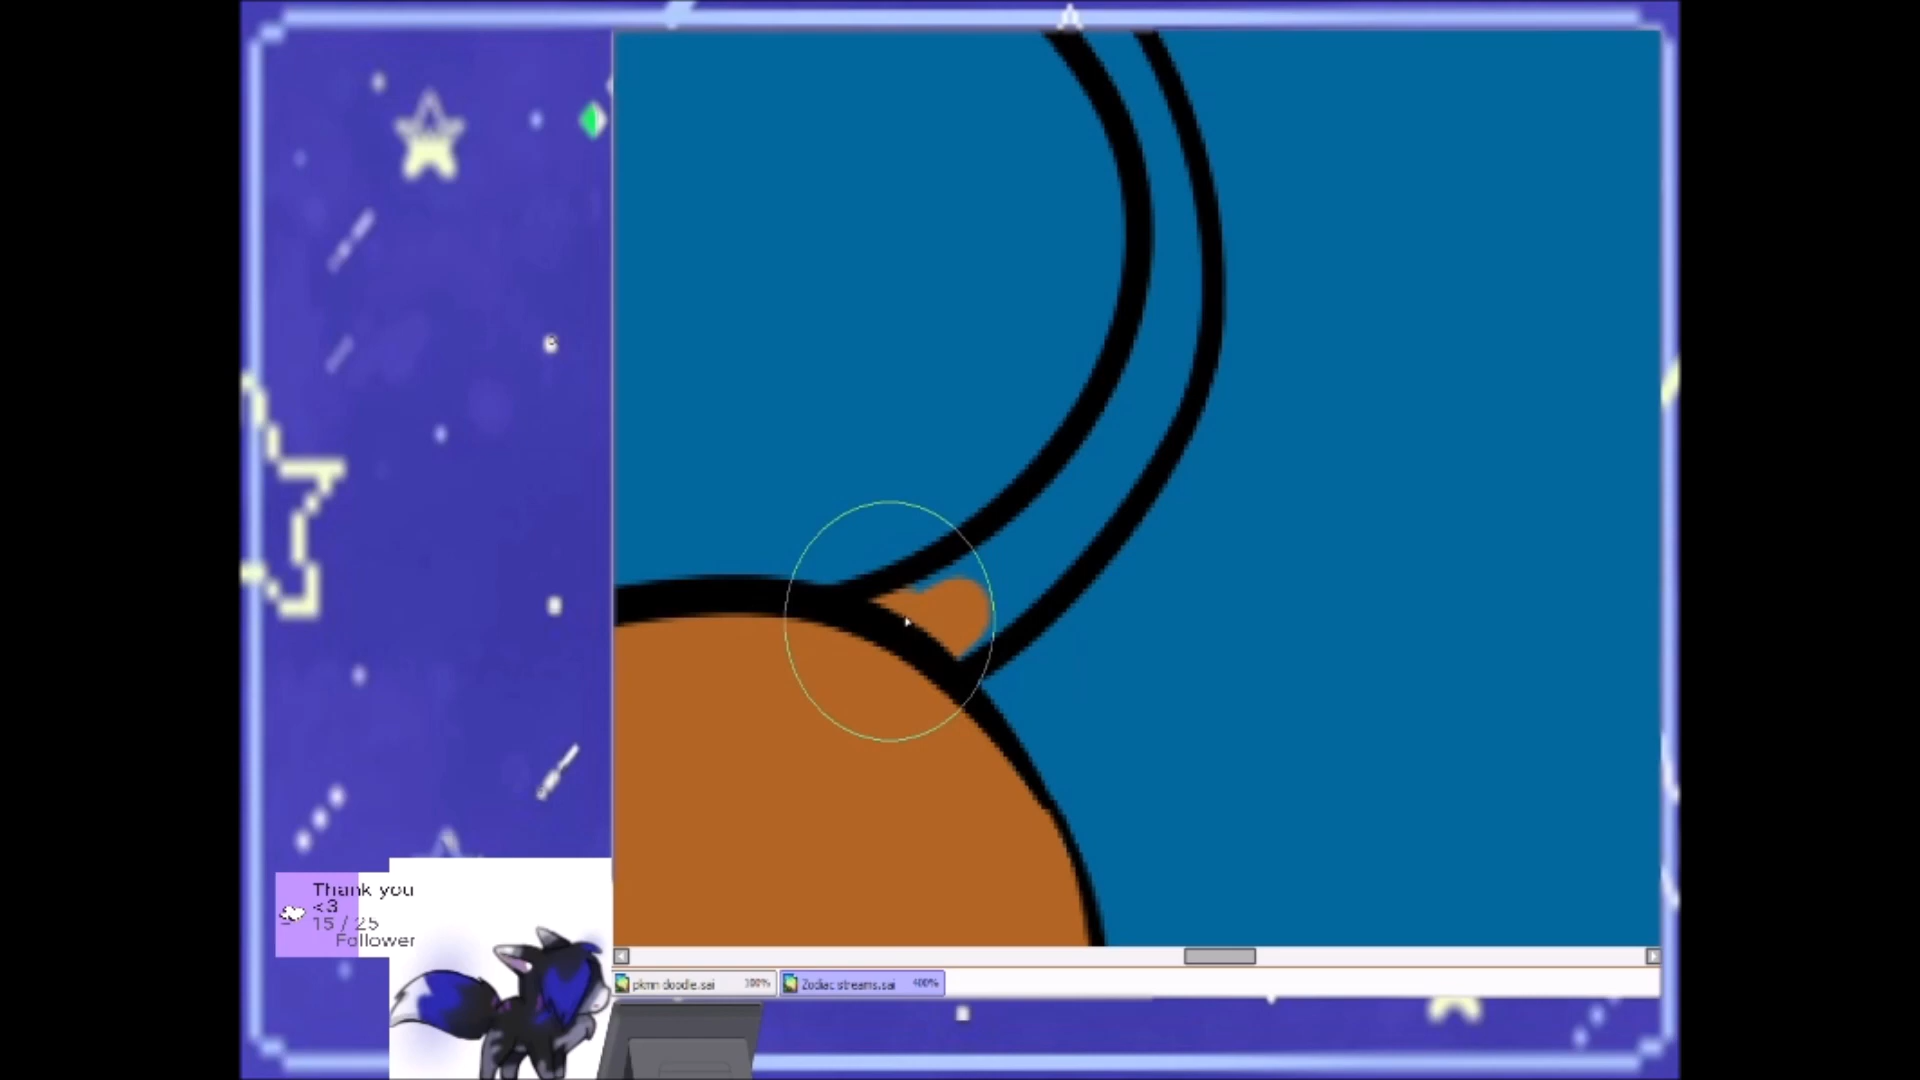 Thank you
<3
15 / 25
Follower
pkmn doodle.sai 300%
Zodiac streams.sai 400%